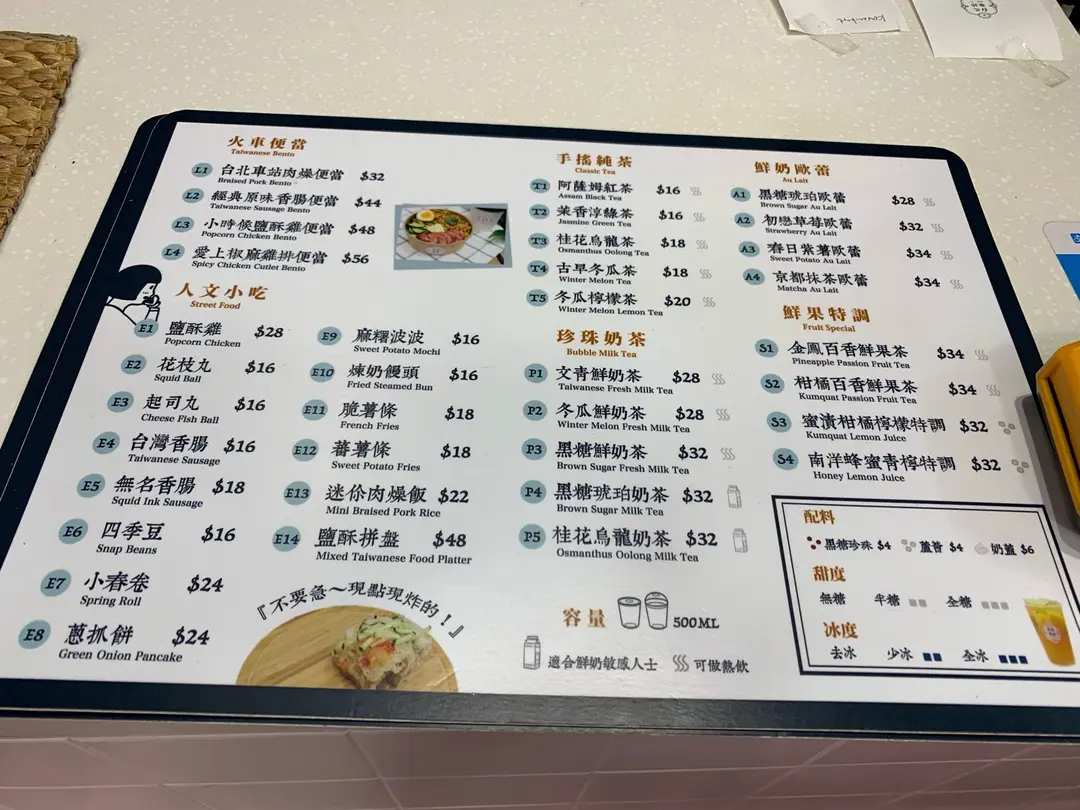 火車便當
Taiwanese Bento
L1 台北車站肉燥便當 $32
Braised Pork Bento
L2 經典原味香腸便當 $44
Taiwanese Sausage Bento
L3 小時候鹽酥雞便當 $48
Popcorn Chicken Bento
L4 愛上椒麻雞排便當 $56
Spicy Chicken Cutlet Bento
人文小吃
Street Food
E1 鹽酥雞 $28
Popcorn Chicken
E2 花枝丸 $16
Squid Ball
E3 起司丸 $16
Cheese Fish Ball
E4 台灣香腸 $16
Taiwanese Sausage
E5 無名香腸 $18
Squid Ink Sausage
E6 四季豆 $16
Snap Beans
E7 小春卷 $24
Spring Roll
E8 蔥抓餅 $24
Green Onion Pancake
E9 麻糬波波 $16
Sweet Potato Mochi
E10 煉奶饅頭 $16
Fried Steamed Bun
E11 脆薯條 $18
French Fries
E12 蕃薯條 $18
Sweet Potato Fries
E13 迷你肉燥飯 $22
Mini Braised Pork Rice
E14 鹽酥拼盤 $48
Mixed Taiwanese Food Platter
『不要急～現點現炸的！』
手搖純茶
Classic Tea
T1 阿薩姆紅茶 $16
Assam Black Tea
T2 茉香淳綠茶 $16
Jasmine Green Tea
T3 桂花烏龍茶 $18
Osmanthus Oolong Tea
T4 古早冬瓜茶 $18
Winter Melon Tea
T5 冬瓜檸檬茶 $20
Winter Melon Lemon Tea
珍珠奶茶
Bubble Milk Tea
P1 文青鮮奶茶 $28
Taiwanese Fresh Milk Tea
P2 冬瓜鮮奶茶 $28
Winter Melon Fresh Milk Tea
P3 黑糖鮮奶茶 $32
Brown Sugar Fresh Milk Tea
P4 黑糖琥珀奶茶 $32
Brown Sugar Milk Tea
P5 桂花烏龍奶茶 $32
Osmanthus Oolong Milk Tea
容量 500ML
適合鮮奶敏感人士 可做熱飲
鮮奶歐蕾
Au Lait
A1 黑糖琥珀歐蕾 $28
Brown Sugar Au Lait
A2 初戀草莓歐蕾 $32
Strawberry Au Lait
A3 春日紫薯歐蕾 $34
Sweet Potato Au Lait
A4 京都抹茶歐蕾 $34
Matcha Au Lait
鮮果特調
Fruit Special
S1 金鳳百香鮮果茶 $34
Pineapple Passion Fruit Tea
S2 柑橘百香鮮果茶 $34
Kumquat Passion Fruit Tea
S3 蜜漬柑橘檸檬特調 $32
Kumquat Lemon Juice
S4 南洋蜂蜜青檸特調 $32
Honey Lemon Juice
配料
黑糖珍珠 $4 蘆薈 $4 奶蓋 $6
甜度
無糖 半糖 全糖
冰度
去冰 少冰 全冰